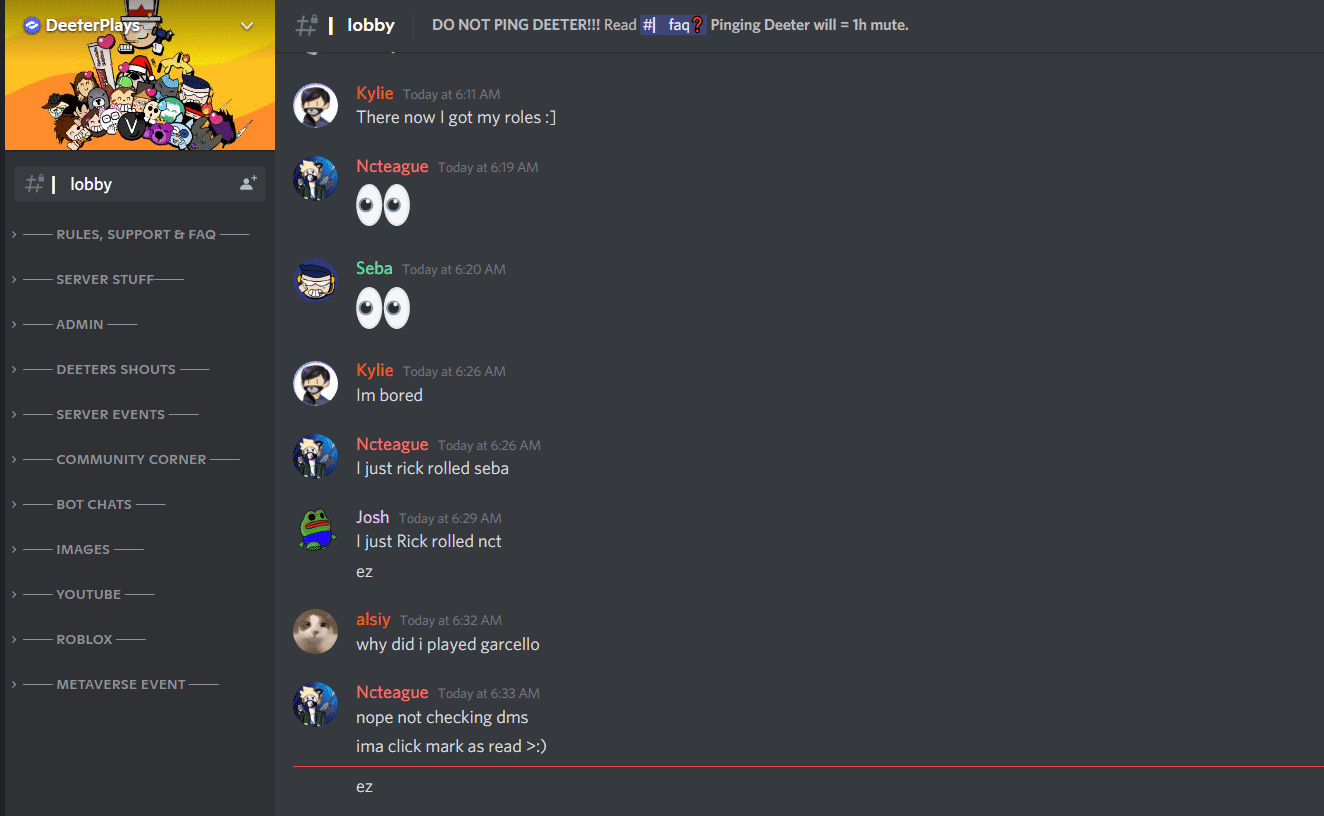 DeeterPlays
lobby
RULES, SUPPORT & FAQ
SERVER STUFF
ADMIN
DEETERS SHOUTS
SERVER EVENTS
COMMUNITY CORNER
BOT CHATS
IMAGES
YOUTUBE
ROBLOX
METAVERSE EVENT
# | lobby DO NOT PING DEETER!!! Read #| faq❓ Pinging Deeter will = 1h mute.
Kylie Today at 6:11 AM
There now I got my roles :]
Ncteague Today at 6:19 AM
👀
Seba Today at 6:20 AM
👀
Kylie Today at 6:26 AM
Im bored
Ncteague Today at 6:26 AM
I just rick rolled seba
Josh Today at 6:29 AM
I just Rick rolled nct
ez
alsiy Today at 6:32 AM
why did i played garcello
Ncteague Today at 6:33 AM
nope not checking dms
ima click mark as read >:)
ez